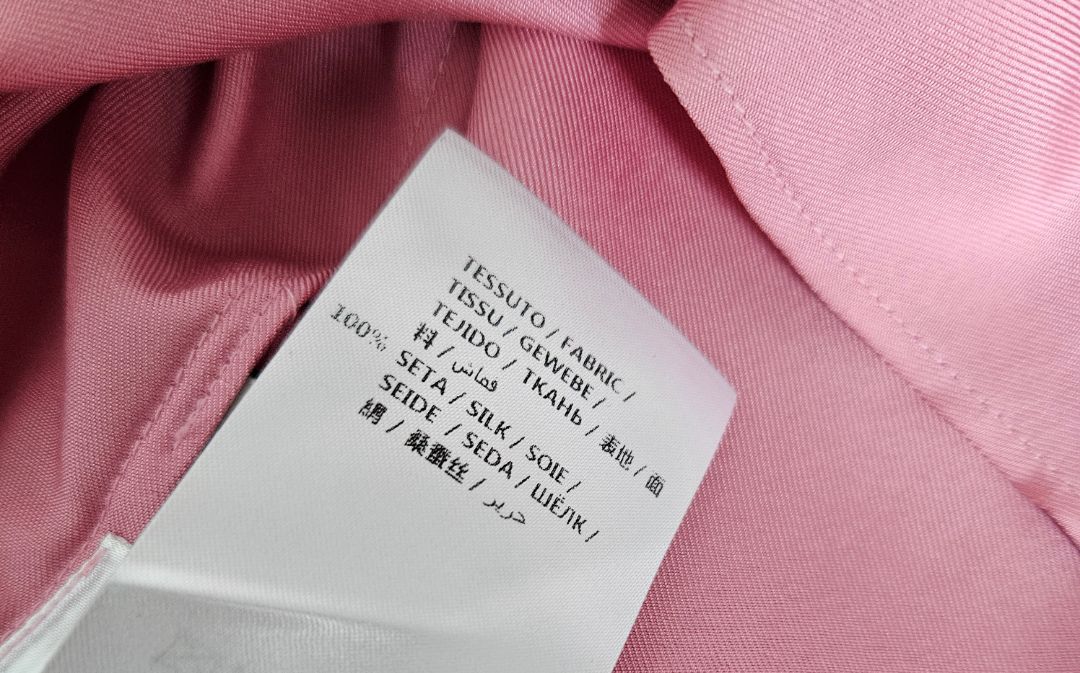 TESSUTO / FABRIC /
TISSU / GEWEBE /
TEJIDO / ТКАНЬ / 表地 / 面
料 / قماش
100% SETA / SILK / SOIE /
SEIDE / SEDA / ШЁЛК /
絹 / 桑蚕丝 / حرير